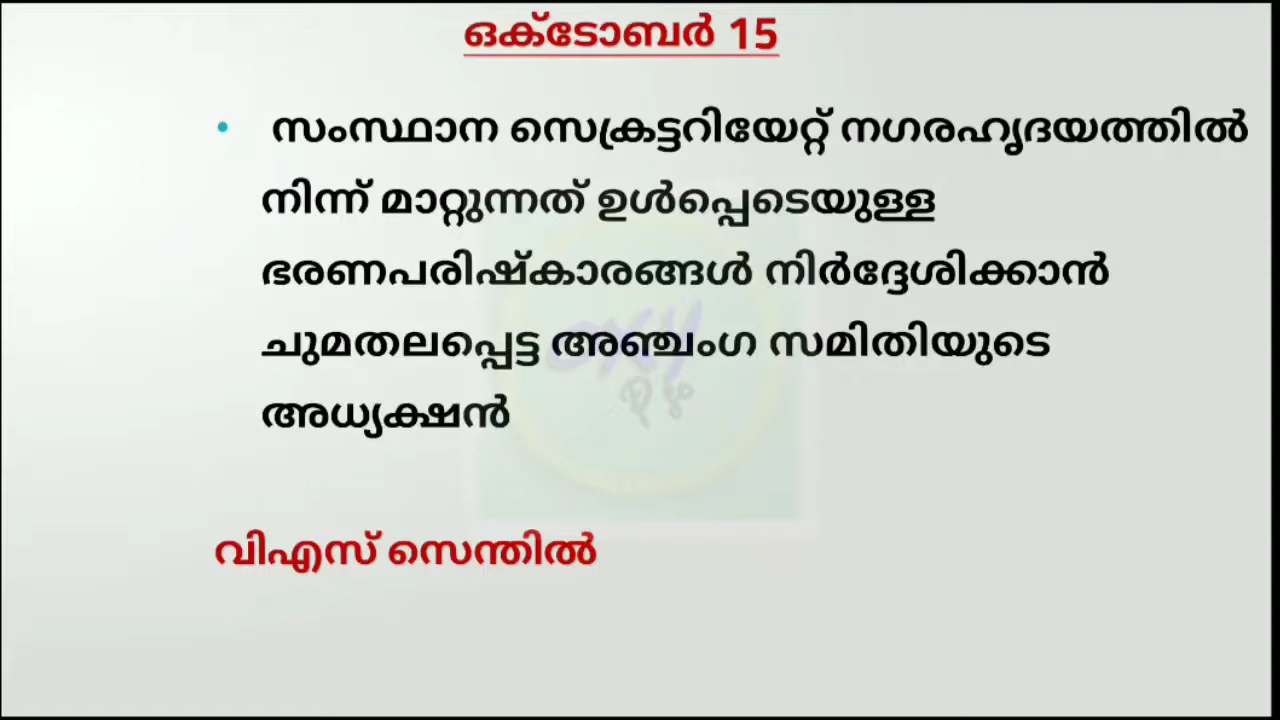 ഒക്ടോബർ 15
• സംസ്ഥാന സെക്രട്ടറിയേറ്റ് നഗരഹൃദയത്തിൽ
നിന്ന് മാറ്റുന്നത് ഉൾപ്പെടെയുള്ള
ഭരണപരിഷ്കാരങ്ങൾ നിർദ്ദേശിക്കാൻ
ചുമതലപ്പെട്ട അഞ്ചംഗ സമിതിയുടെ
അധ്യക്ഷൻ
വിഎസ് സെന്തിൽ